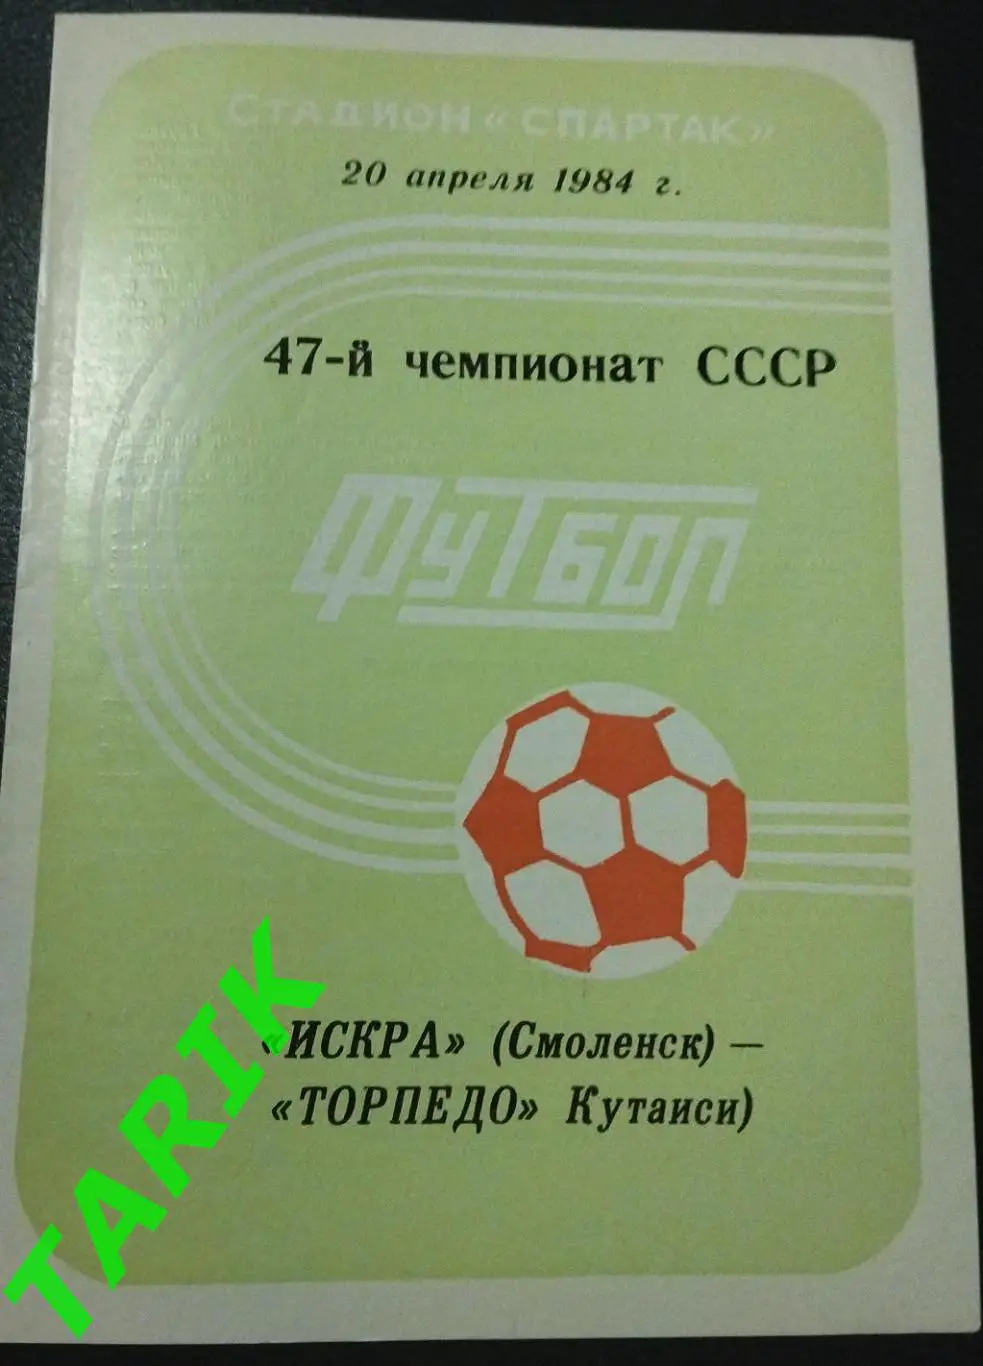 СТАДИОН «СПАРТАК»
20 апреля 1984 г.
47-й чемпионат СССР
ФУТБОЛ
«ИСКРА» (Смоленск) —
«ТОРПЕДО» Кутаиси)
TARIK